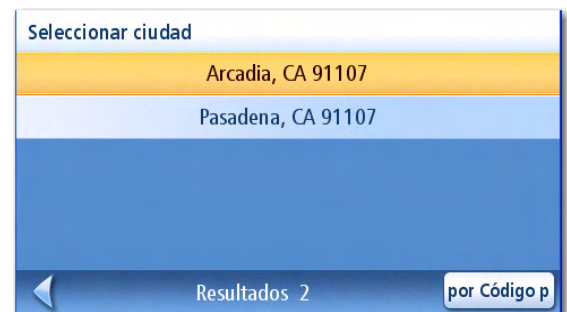 Seleccionar ciudad
Arcadia, CA 91107
Pasadena, CA 91107
Resultados 2
por Código p